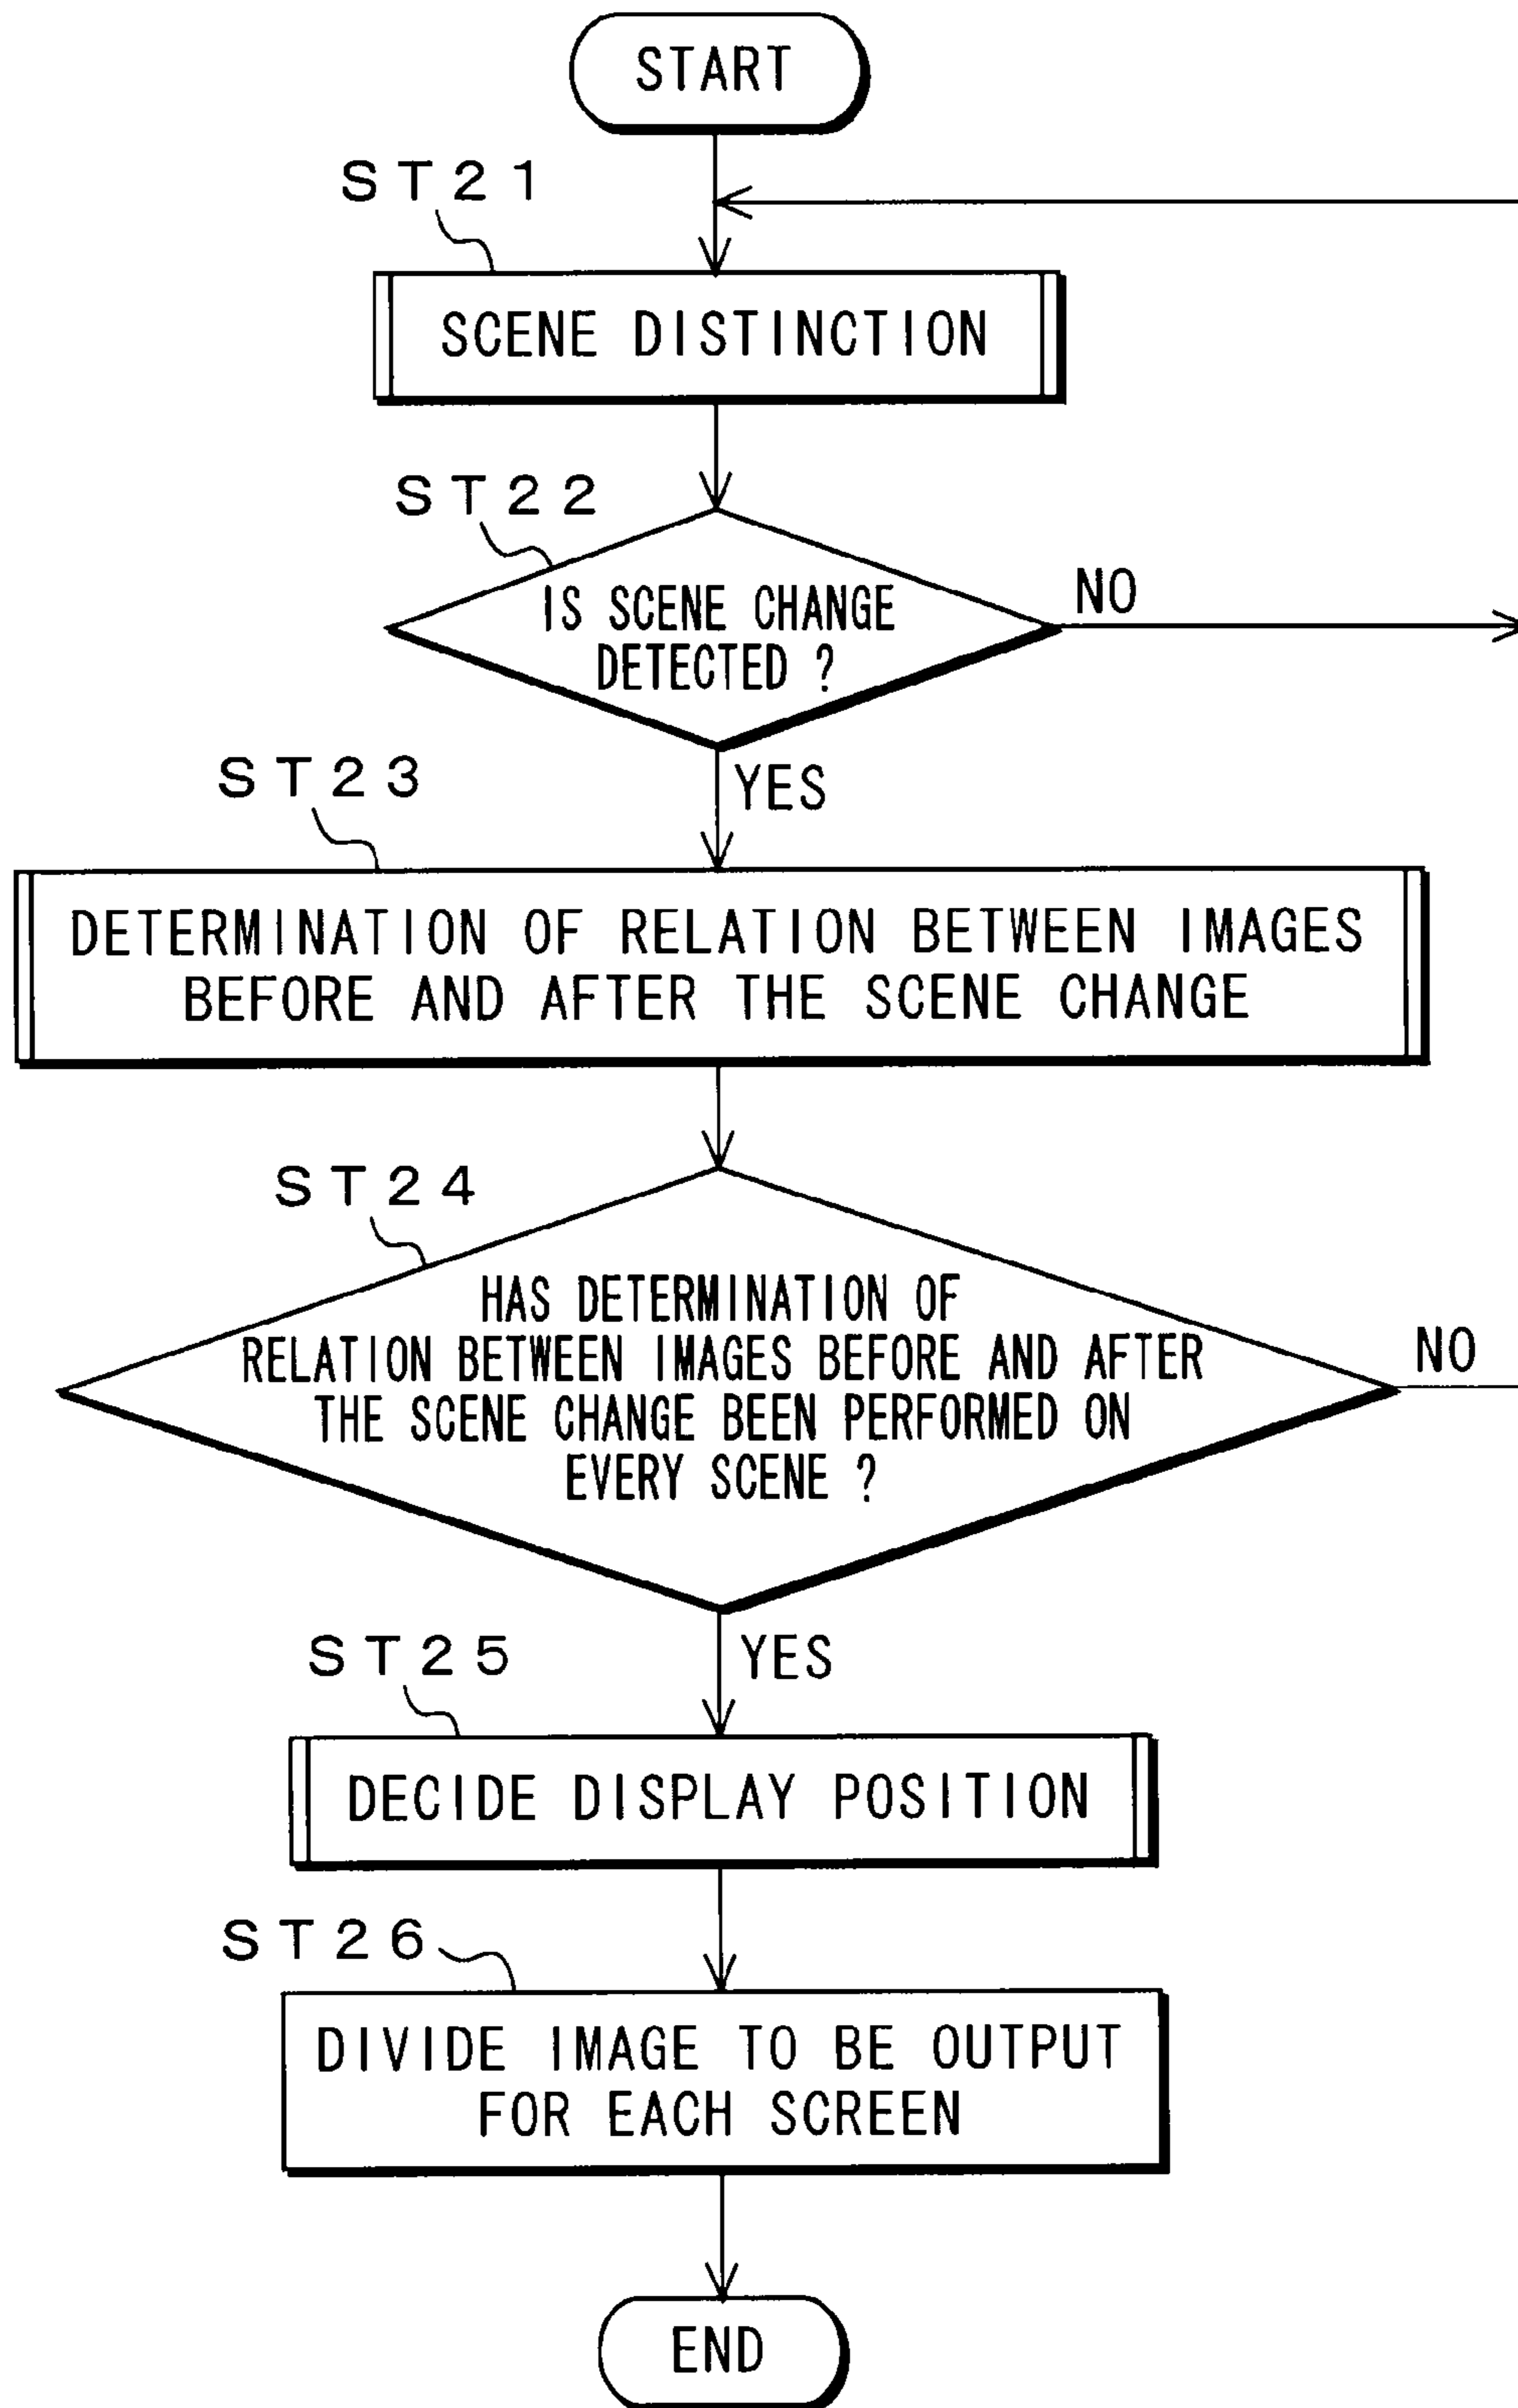 START
ST21
SCENE DISTINCTION
ST22
IS SCENE CHANGE
DETECTED ?
NO
YES
ST23
DETERMINATION OF RELATION BETWEEN IMAGES
BEFORE AND AFTER THE SCENE CHANGE
ST24
HAS DETERMINATION OF
RELATION BETWEEN IMAGES BEFORE AND AFTER
THE SCENE CHANGE BEEN PERFORMED ON
EVERY SCENE ?
NO
YES
ST25
DECIDE DISPLAY POSITION
ST26
DIVIDE IMAGE TO BE OUTPUT
FOR EACH SCREEN
END